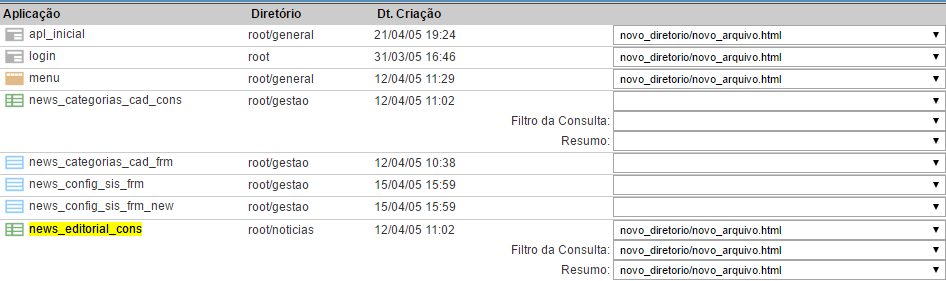 Aplicação Diretório Dt. Criação
apl_inicial root/general 21/04/05 19:24 novo_diretorio/novo_arquivo.html
login root 31/03/05 16:46 novo_diretorio/novo_arquivo.html
menu root/general 12/04/05 11:29 novo_diretorio/novo_arquivo.html
news_categorias_cad_cons root/gestao 12/04/05 11:02
Filtro da Consulta:
Resumo:
news_categorias_cad_frm root/gestao 12/04/05 10:38
news_config_sis_frm root/gestao 15/04/05 15:59
news_config_sis_frm_new root/gestao 15/04/05 15:59
news_editorial_cons root/noticias 12/04/05 11:02 novo_diretorio/novo_arquivo.html
Filtro da Consulta: novo_diretorio/novo_arquivo.html
Resumo: novo_diretorio/novo_arquivo.html